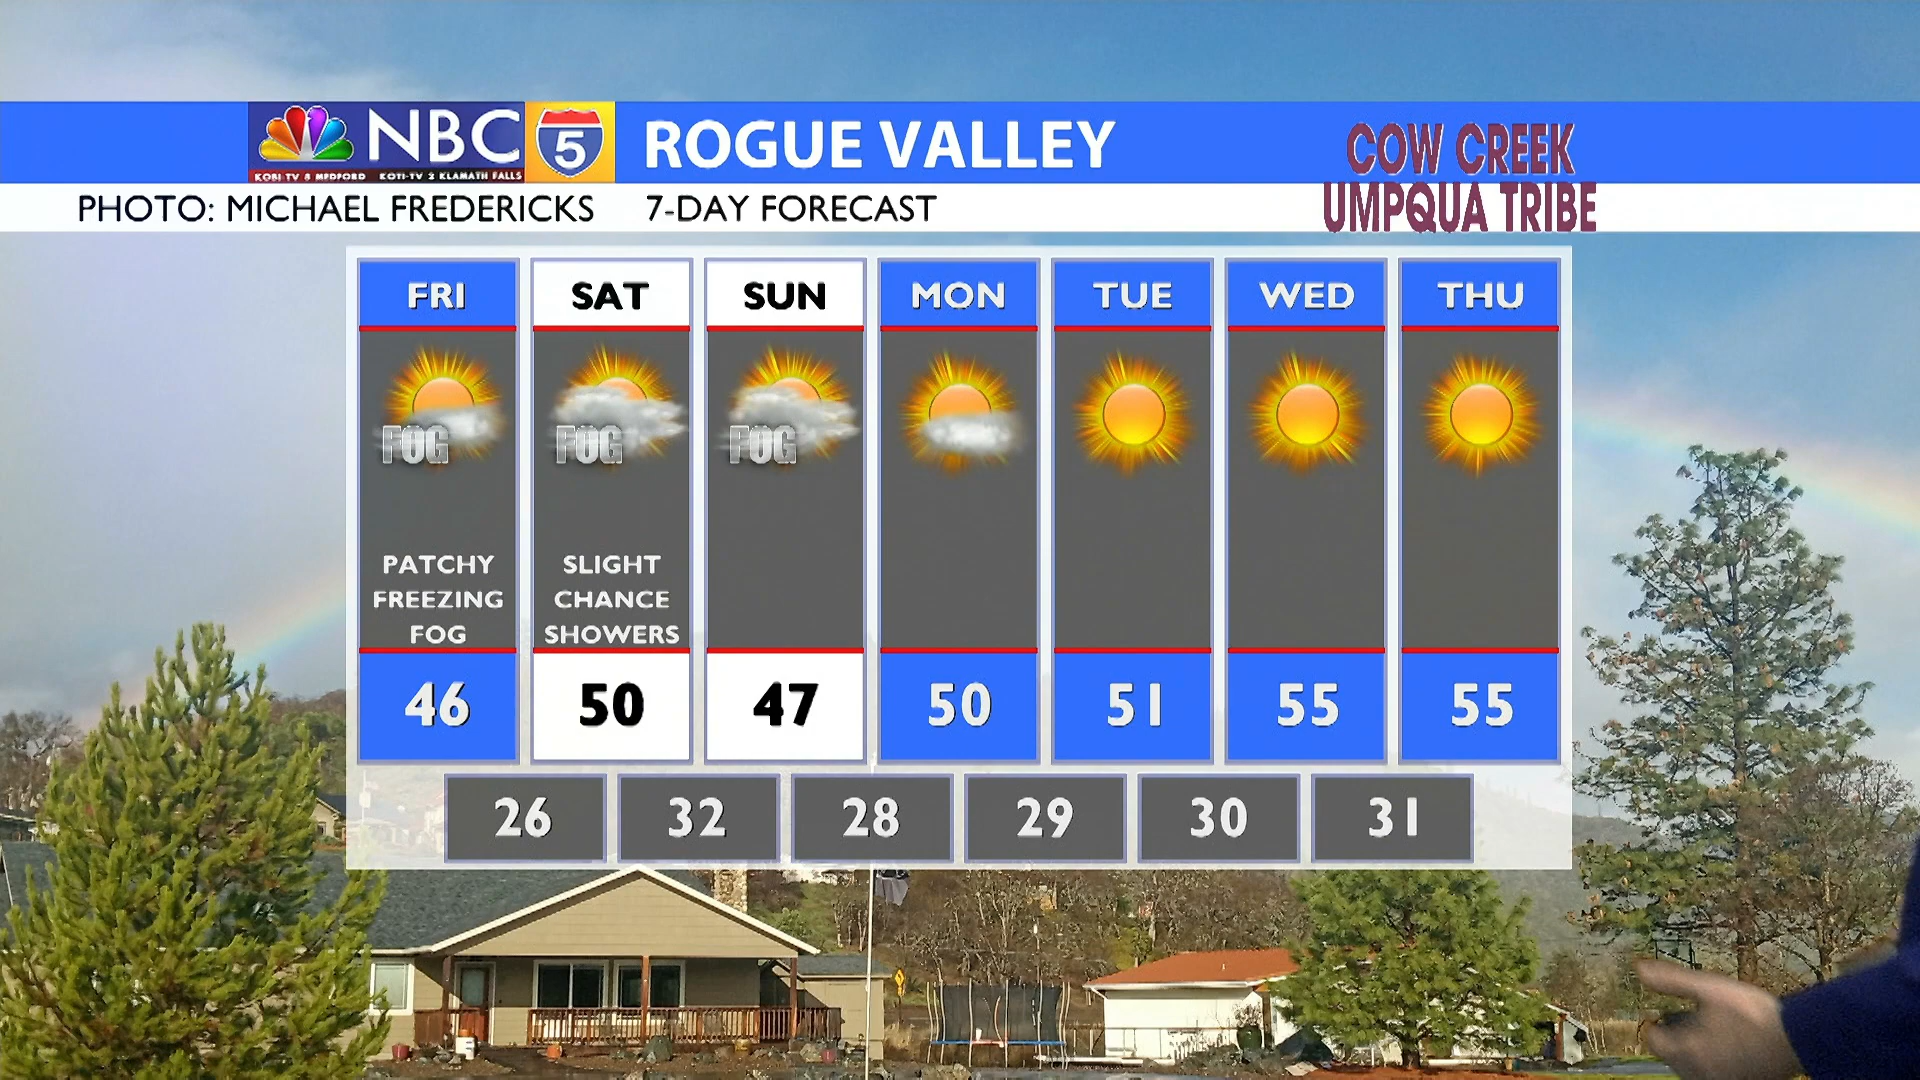 NBC 5
KOBI-TV 5 MEDFORD KOTI-TV 2 KLAMATH FALLS
ROGUE VALLEY
COW CREEK
UMPQUA TRIBE
PHOTO: MICHAEL FREDERICKS
7-DAY FORECAST
FRI
SAT
SUN
MON
TUE
WED
THU
FOG
FOG
FOG
PATCHY
FREEZING
FOG
SLIGHT
CHANCE
SHOWERS
46
50
47
50
51
55
55
26
32
28
29
30
31